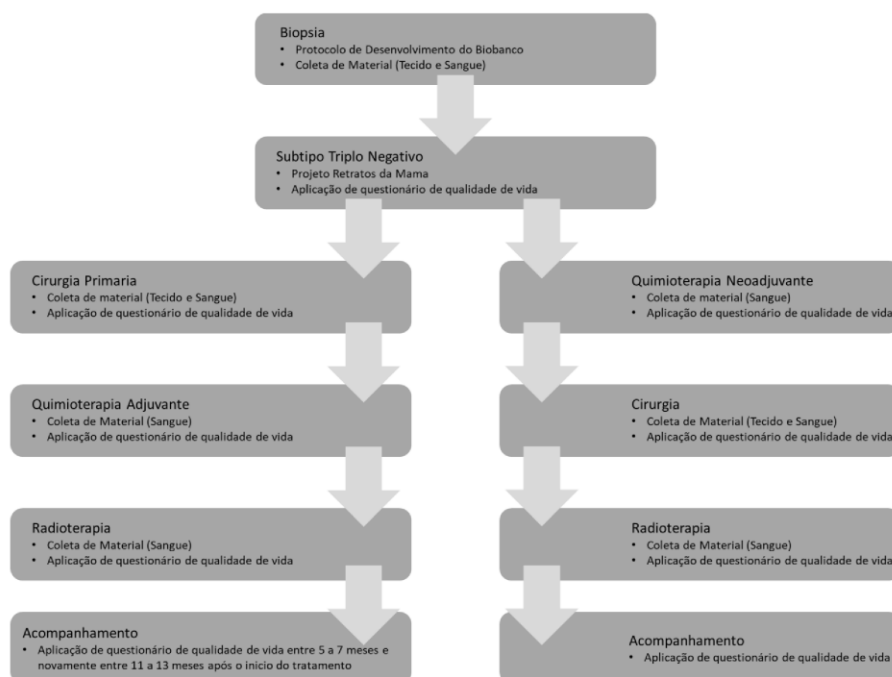 Biopsia
• Protocolo de Desenvolvimento do Biobanco
• Coleta de Material (Tecido e Sangue)
Subtipo Triplo Negativo
• Projeto Retratos da Mama
• Aplicação de questionário de qualidade de vida
Cirurgia Primaria
• Coleta de material (Tecido e Sangue)
• Aplicação de questionário de qualidade de vida
Quimioterapia Neoadjuvante
• Coleta de material (Sangue)
• Aplicação de questionário de qualidade de vida
Quimioterapia Adjuvante
• Coleta de Material (Sangue)
• Aplicação de questionário de qualidade de vida
Cirurgia
• Coleta de Material (Tecido e Sangue)
• Aplicação de questionário de qualidade de vida
Radioterapia
• Coleta de Material (Sangue)
• Aplicação de questionário de qualidade de vida
Radioterapia
• Coleta de Material (Sangue)
• Aplicação de questionário de qualidade de vida
Acompanhamento
• Aplicação de questionário de qualidade de vida entre 5 a 7 meses e
novamente entre 11 a 13 meses após o inicio do tratamento
Acompanhamento
• Aplicação de questionário de qualidade de vida